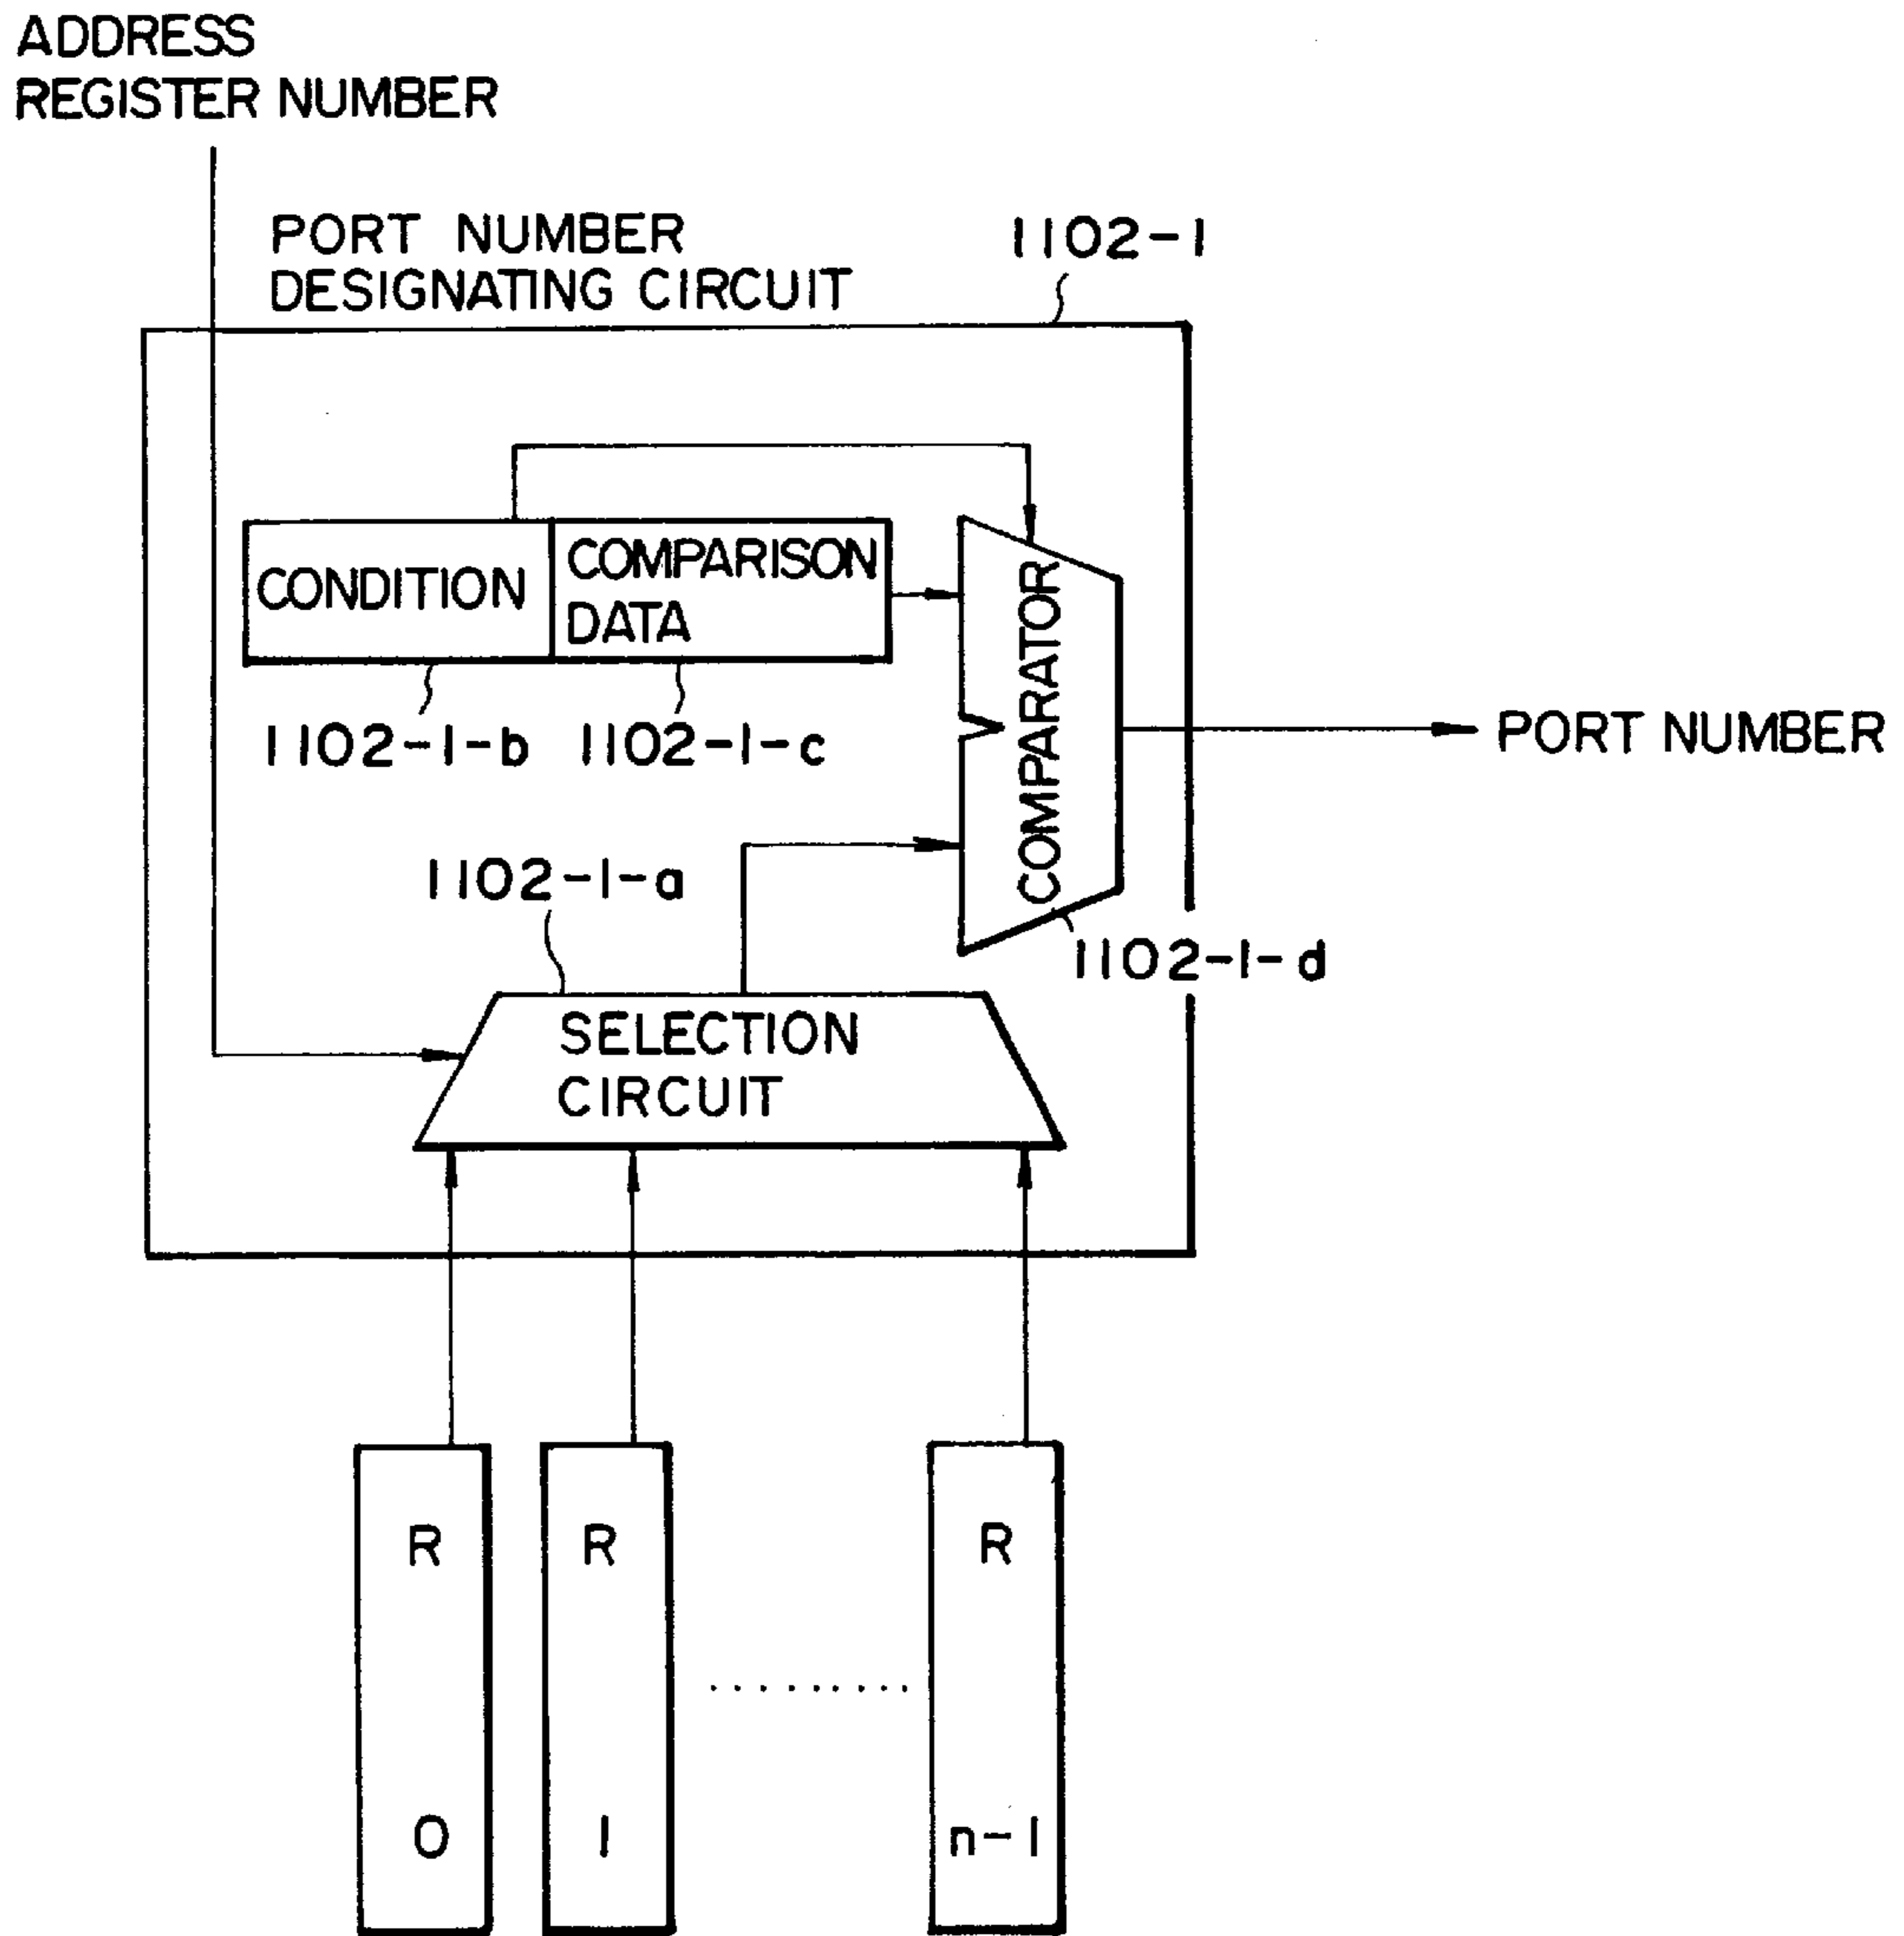 ADDRESS
REGISTER NUMBER
PORT NUMBER
DESIGNATING CIRCUIT
1102-1
CONDITION
COMPARISON
DATA
COMPARATOR
1102-1-b
1102-1-c
PORT NUMBER
1102-1-a
1102-1-d
SELECTION
CIRCUIT
R
0
R
1
.........
R
n-1